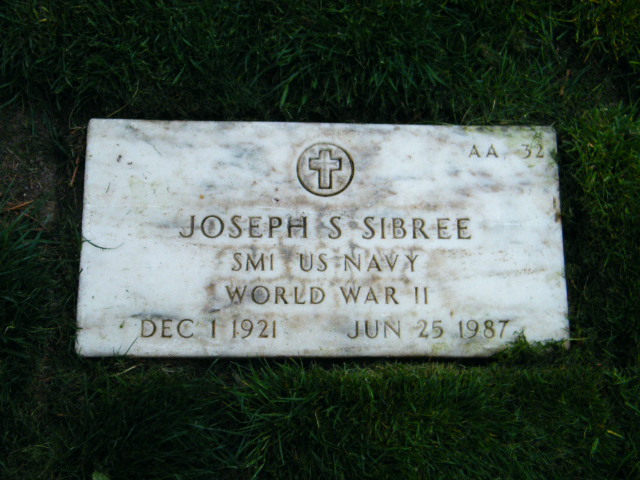 AA 32
JOSEPH S SIBREE
SM1 US NAVY
WORLD WAR II
DEC 1 1921 JUN 25 1987